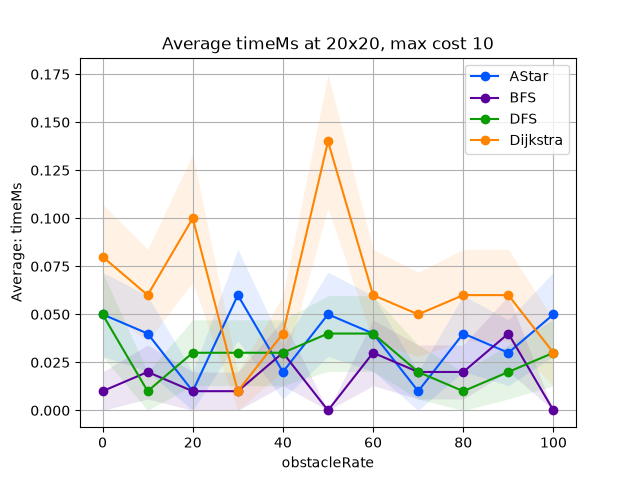 Average timeMs at 20x20, max cost 10
AStar
BFS
DFS
Dijkstra
0.175
0.150
0.125
0.100
0.075
0.050
0.025
0.000
Average: timeMs
0 20 40 60 80 100
obstacleRate